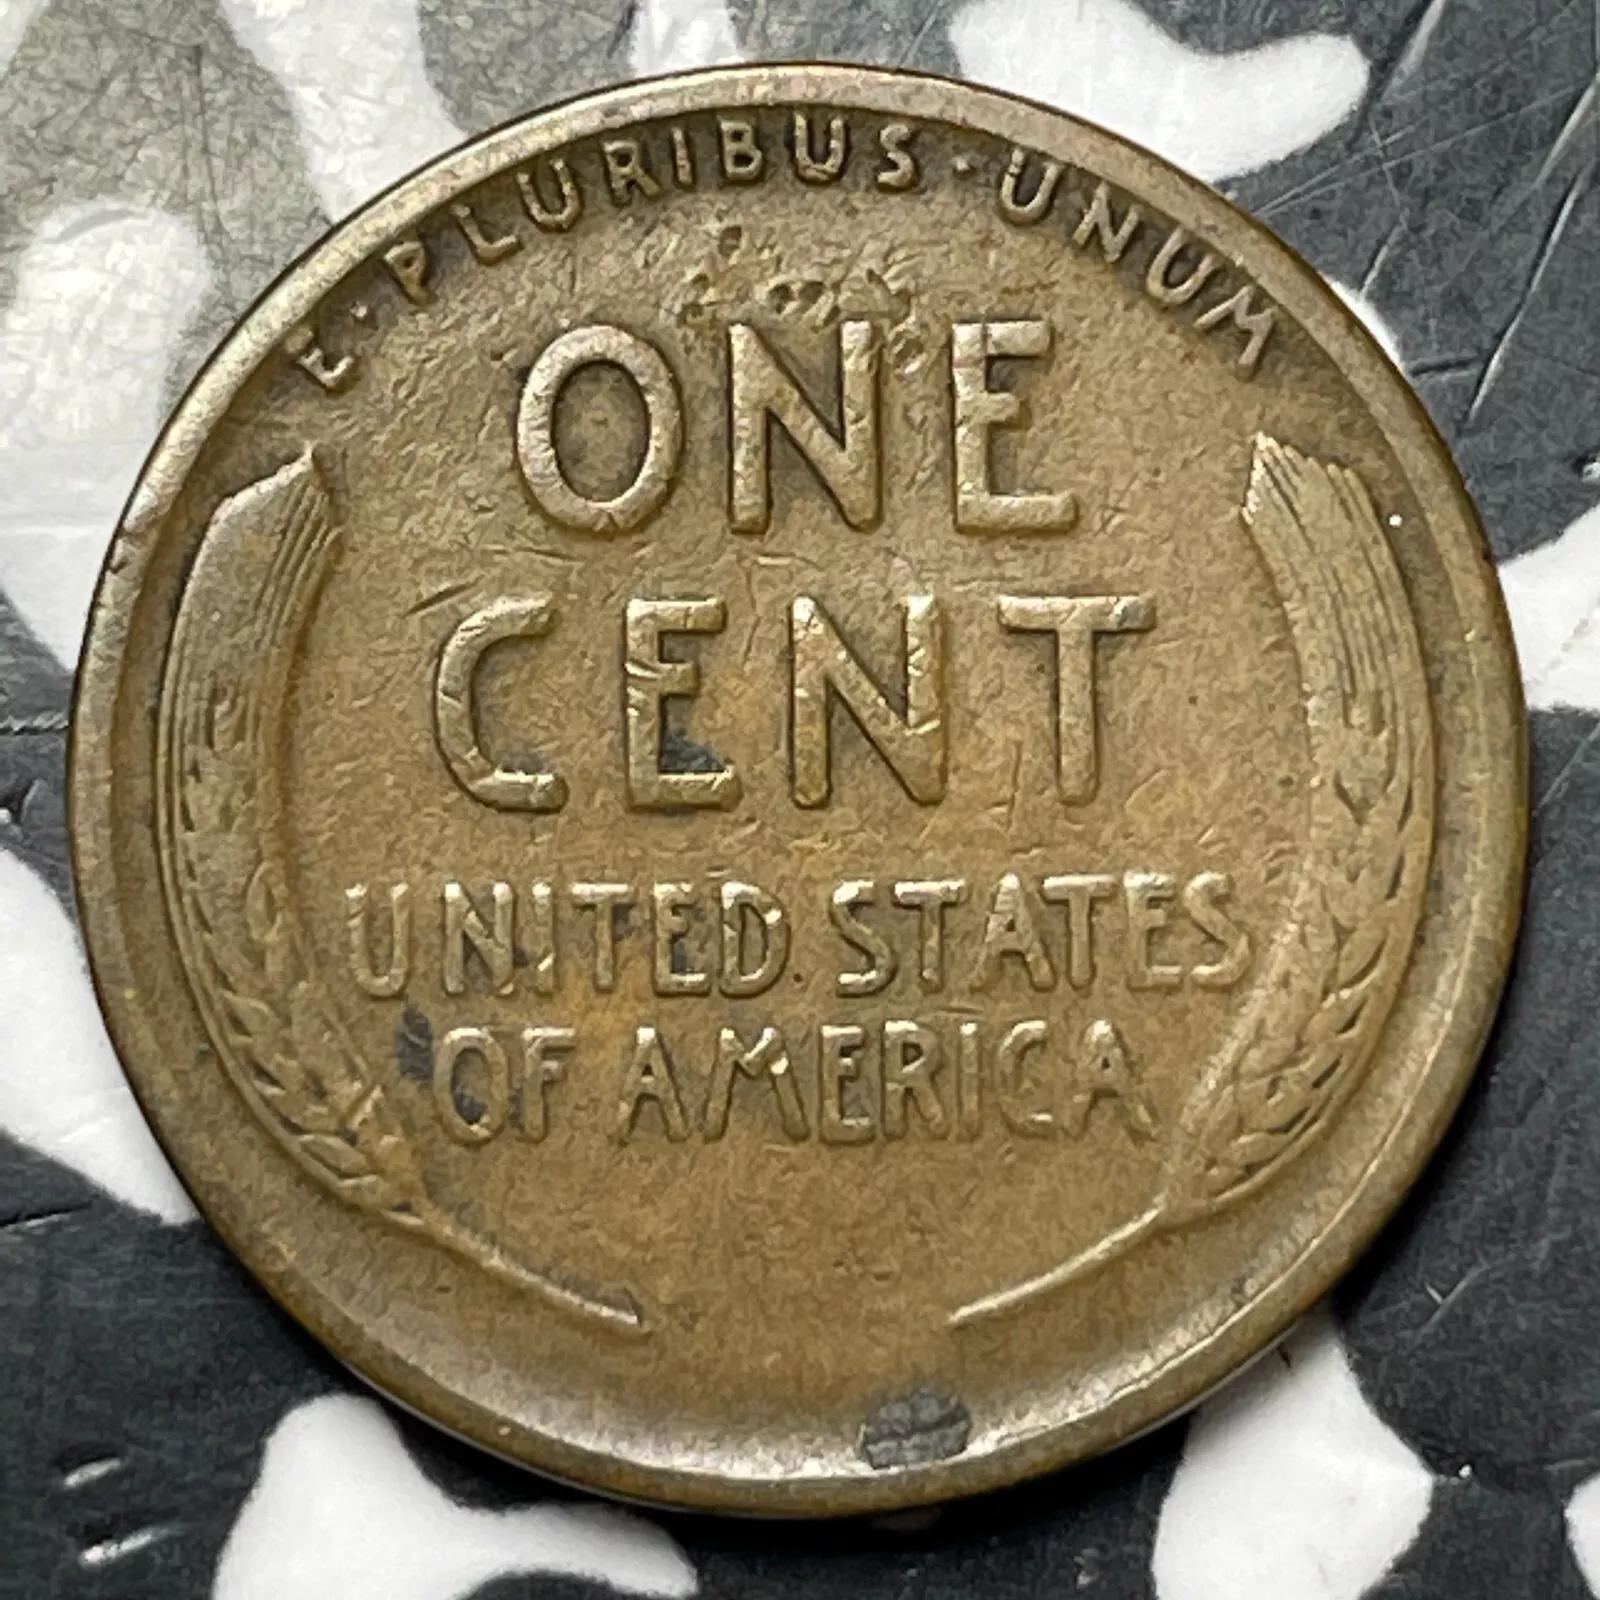 E·PLURIBUS·UNUM
ONE
CENT
UNITED STATES
OF AMERICA